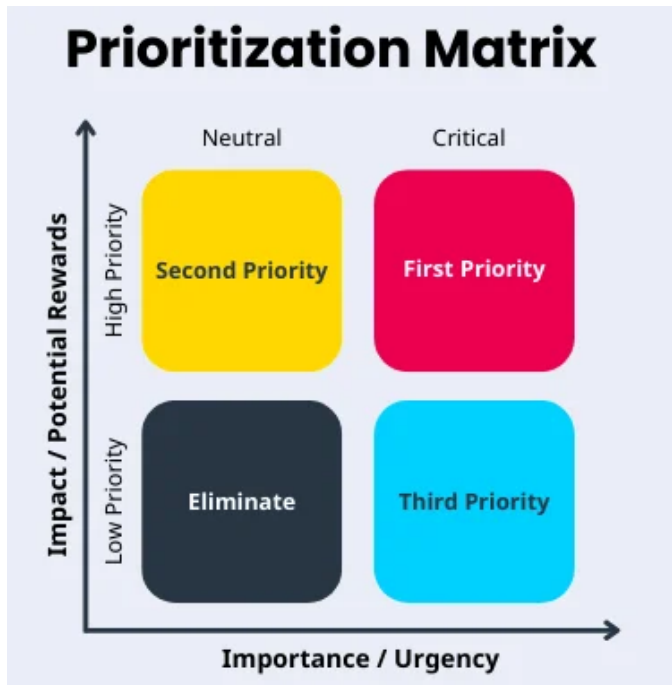 Prioritization Matrix
Neutral
Critical
Impact / Potential Rewards
High Priority
Second Priority
First Priority
Low Priority
Eliminate
Third Priority
Importance / Urgency